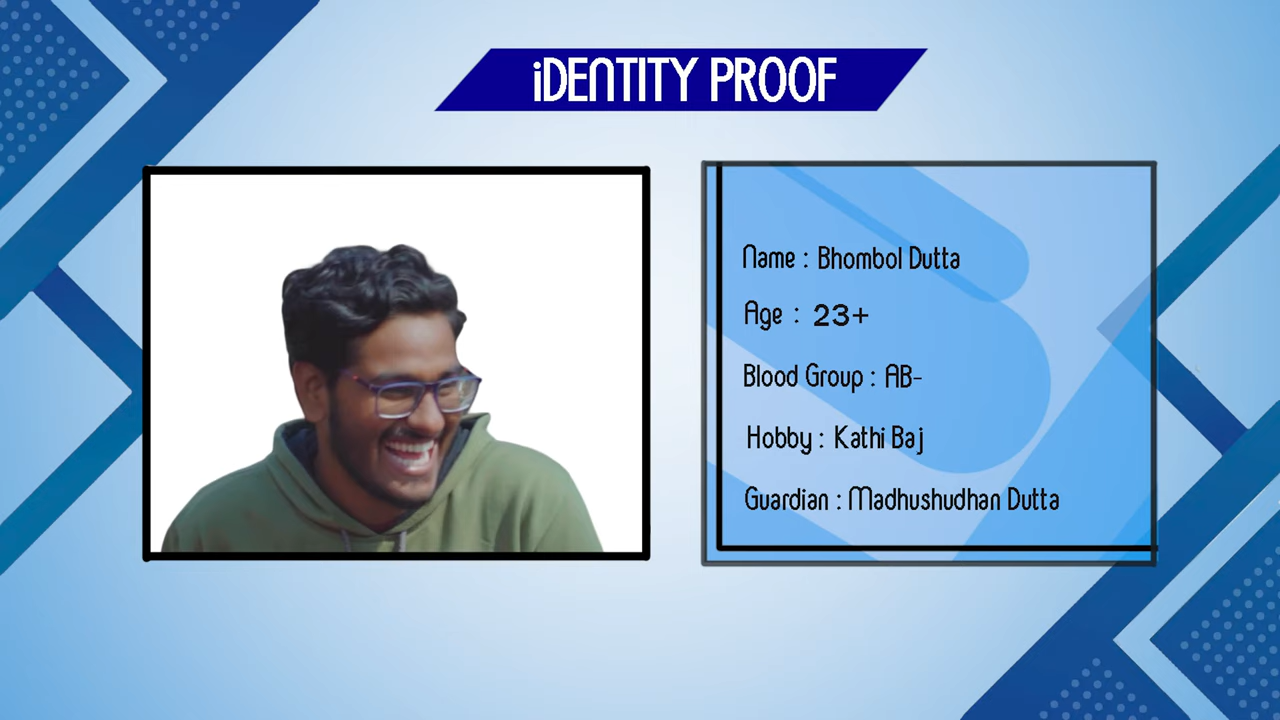 iDENTITY PROOF
Name : Bhombol Dutta
Age : 23+
Blood Group : AB-
Hobby : Kathi Baj
Guardian : Madhushudhan Dutta